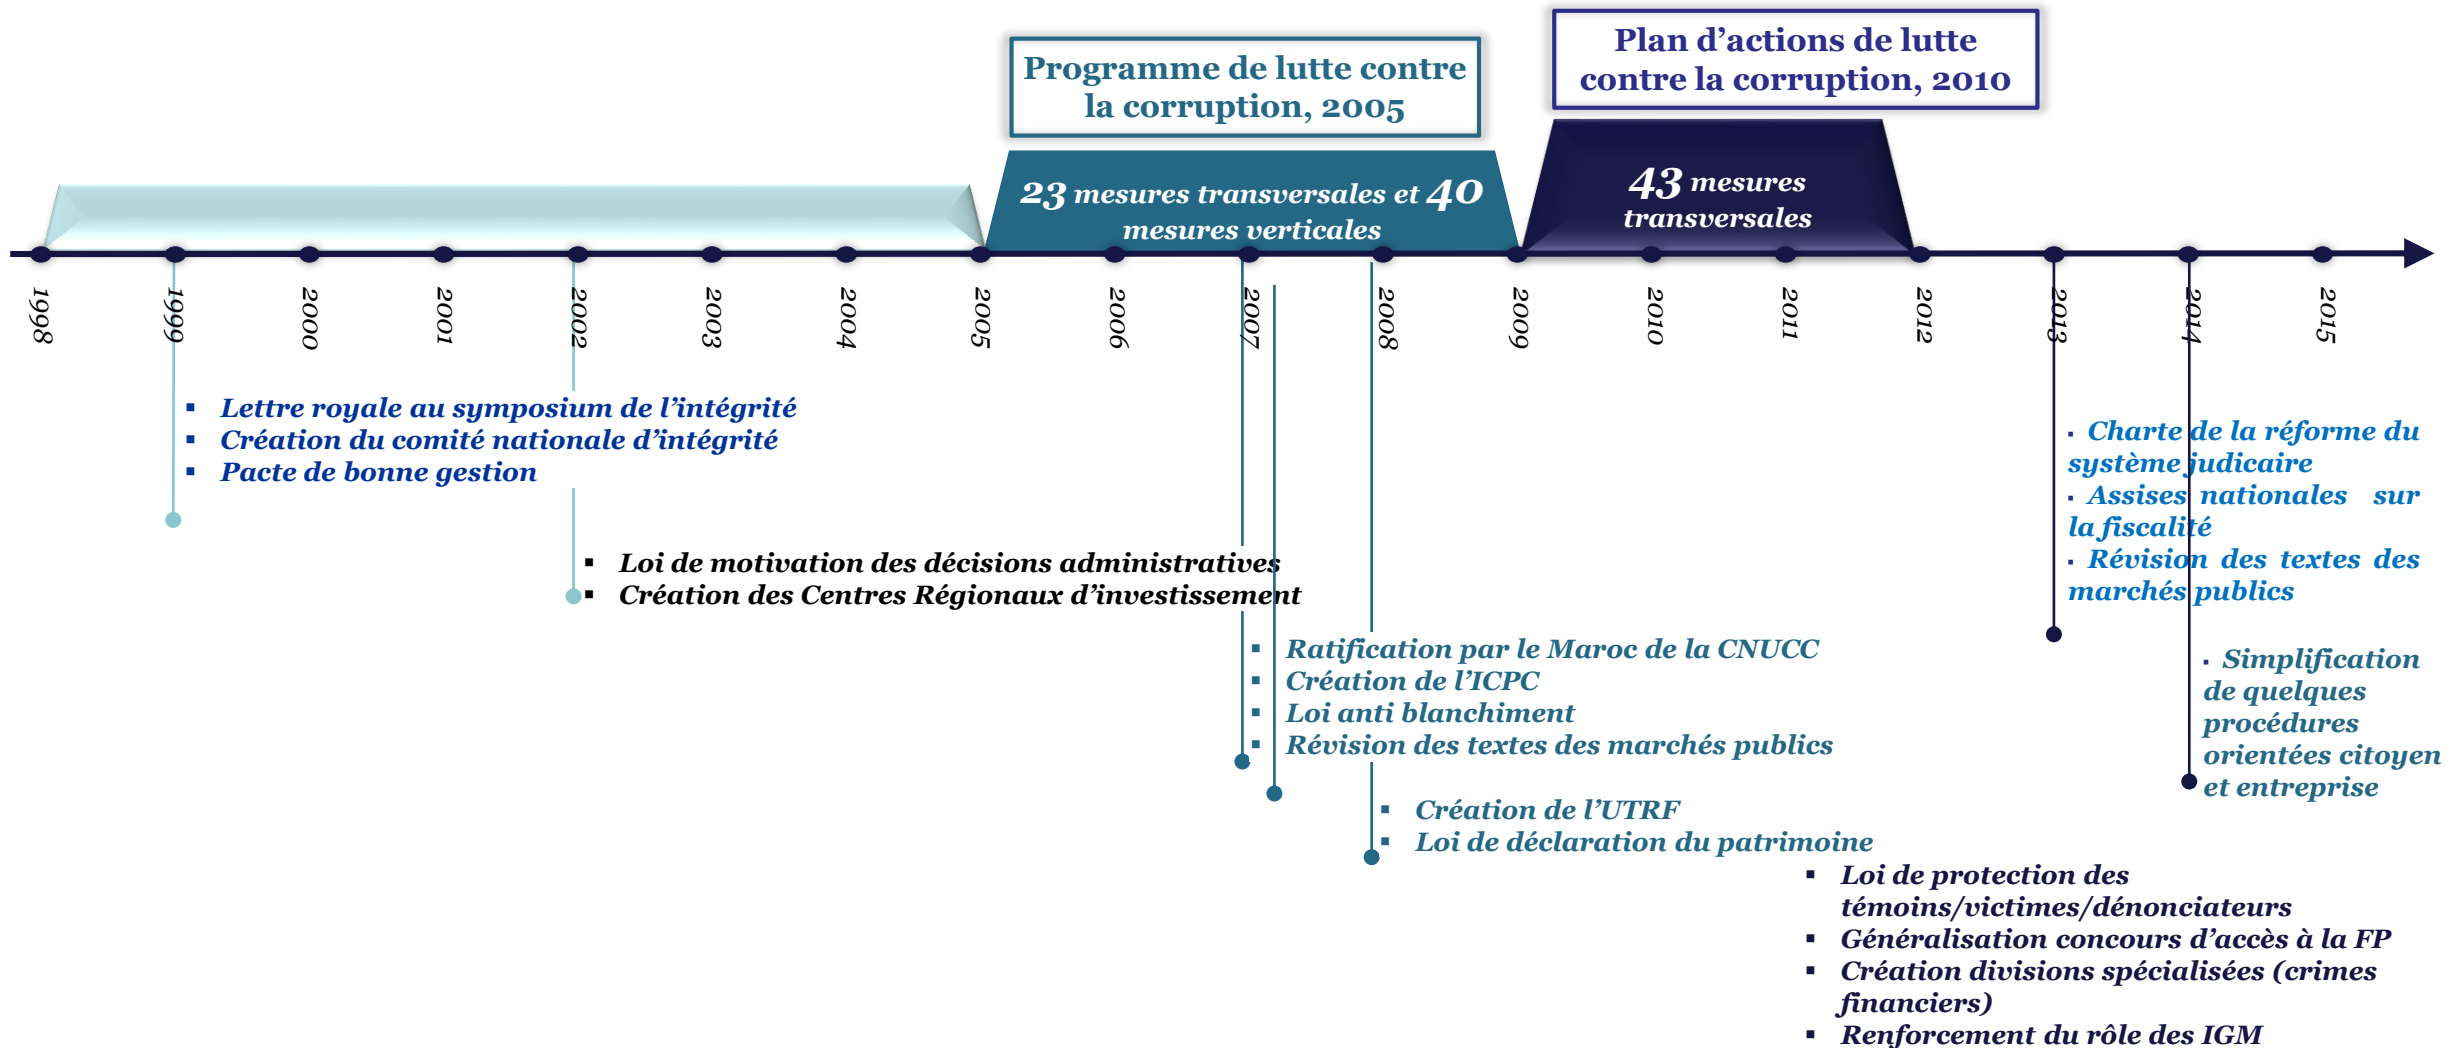 Programme de lutte contre
la corruption, 2005
Plan d’actions de lutte
contre la corruption, 2010
23 mesures transversales et 40
mesures verticales
43 mesures
transversales
1998
1999
2000
2001
2002
2003
2004
2005
2006
2007
2008
2009
2010
2011
2012
2013
2014
2015
▪ Lettre royale au symposium de l’intégrité
▪ Création du comité nationale d’intégrité
▪ Pacte de bonne gestion
▪ Loi de motivation des décisions administratives
▪ Création des Centres Régionaux d’investissement
▪ Ratification par le Maroc de la CNUCC
▪ Création de l’ICPC
▪ Loi anti blanchiment
▪ Révision des textes des marchés publics
▪ Création de l’UTRF
▪ Loi de déclaration du patrimoine
▪ Loi de protection des
témoins/victimes/dénonciateurs
▪ Généralisation concours d’accès à la FP
▪ Création divisions spécialisées (crimes
financiers)
▪ Renforcement du rôle des IGM
▪ Charte de la réforme du
système judicaire
▪ Assises nationales sur
la fiscalité
▪ Révision des textes des
marchés publics
▪ Simplification
de quelques
procédures
orientées citoyen
et entreprise